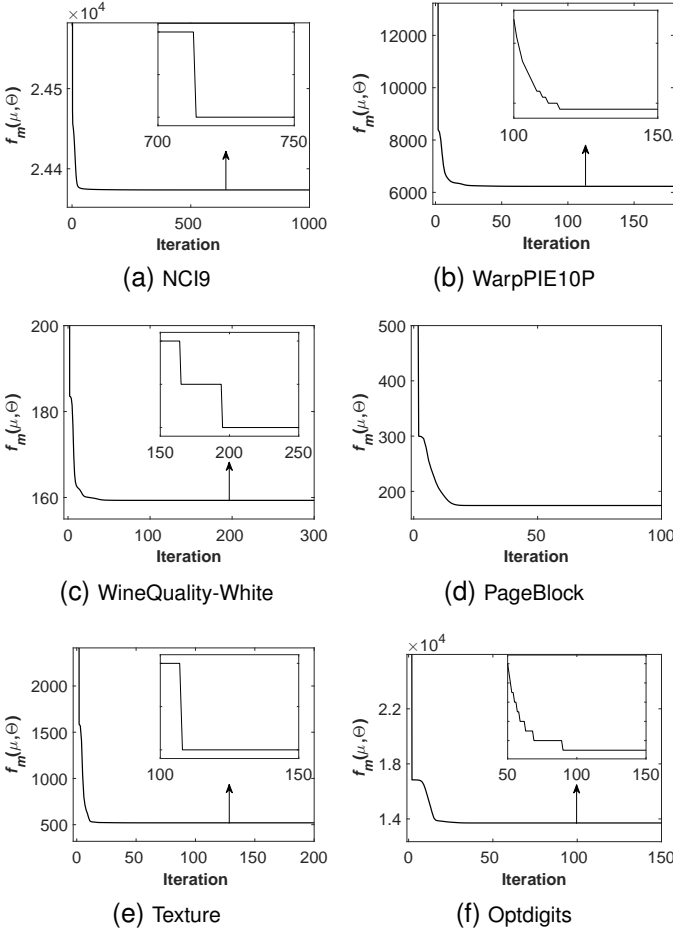 ×10⁴
2.45
2.44
f_m(μ,Θ)
700 750
0 500 1000
Iteration
(a) NCI9
12000
10000
8000
6000
f_m(μ,Θ)
100 150
0 50 100 150
Iteration
(b) WarpPIE10P
200
180
160
f_m(μ,Θ)
150 200 250
0 100 200 300
Iteration
(c) WineQuality-White
500
400
300
200
f_m(μ,Θ)
0 50 100
Iteration
(d) PageBlock
2000
1500
1000
500
f_m(μ,Θ)
100 150
0 50 100 150 200
Iteration
(e) Texture
×10⁴
2.2
1.8
1.4
f_m(μ,Θ)
50 100 150
0 50 100 150
Iteration
(f) Optdigits